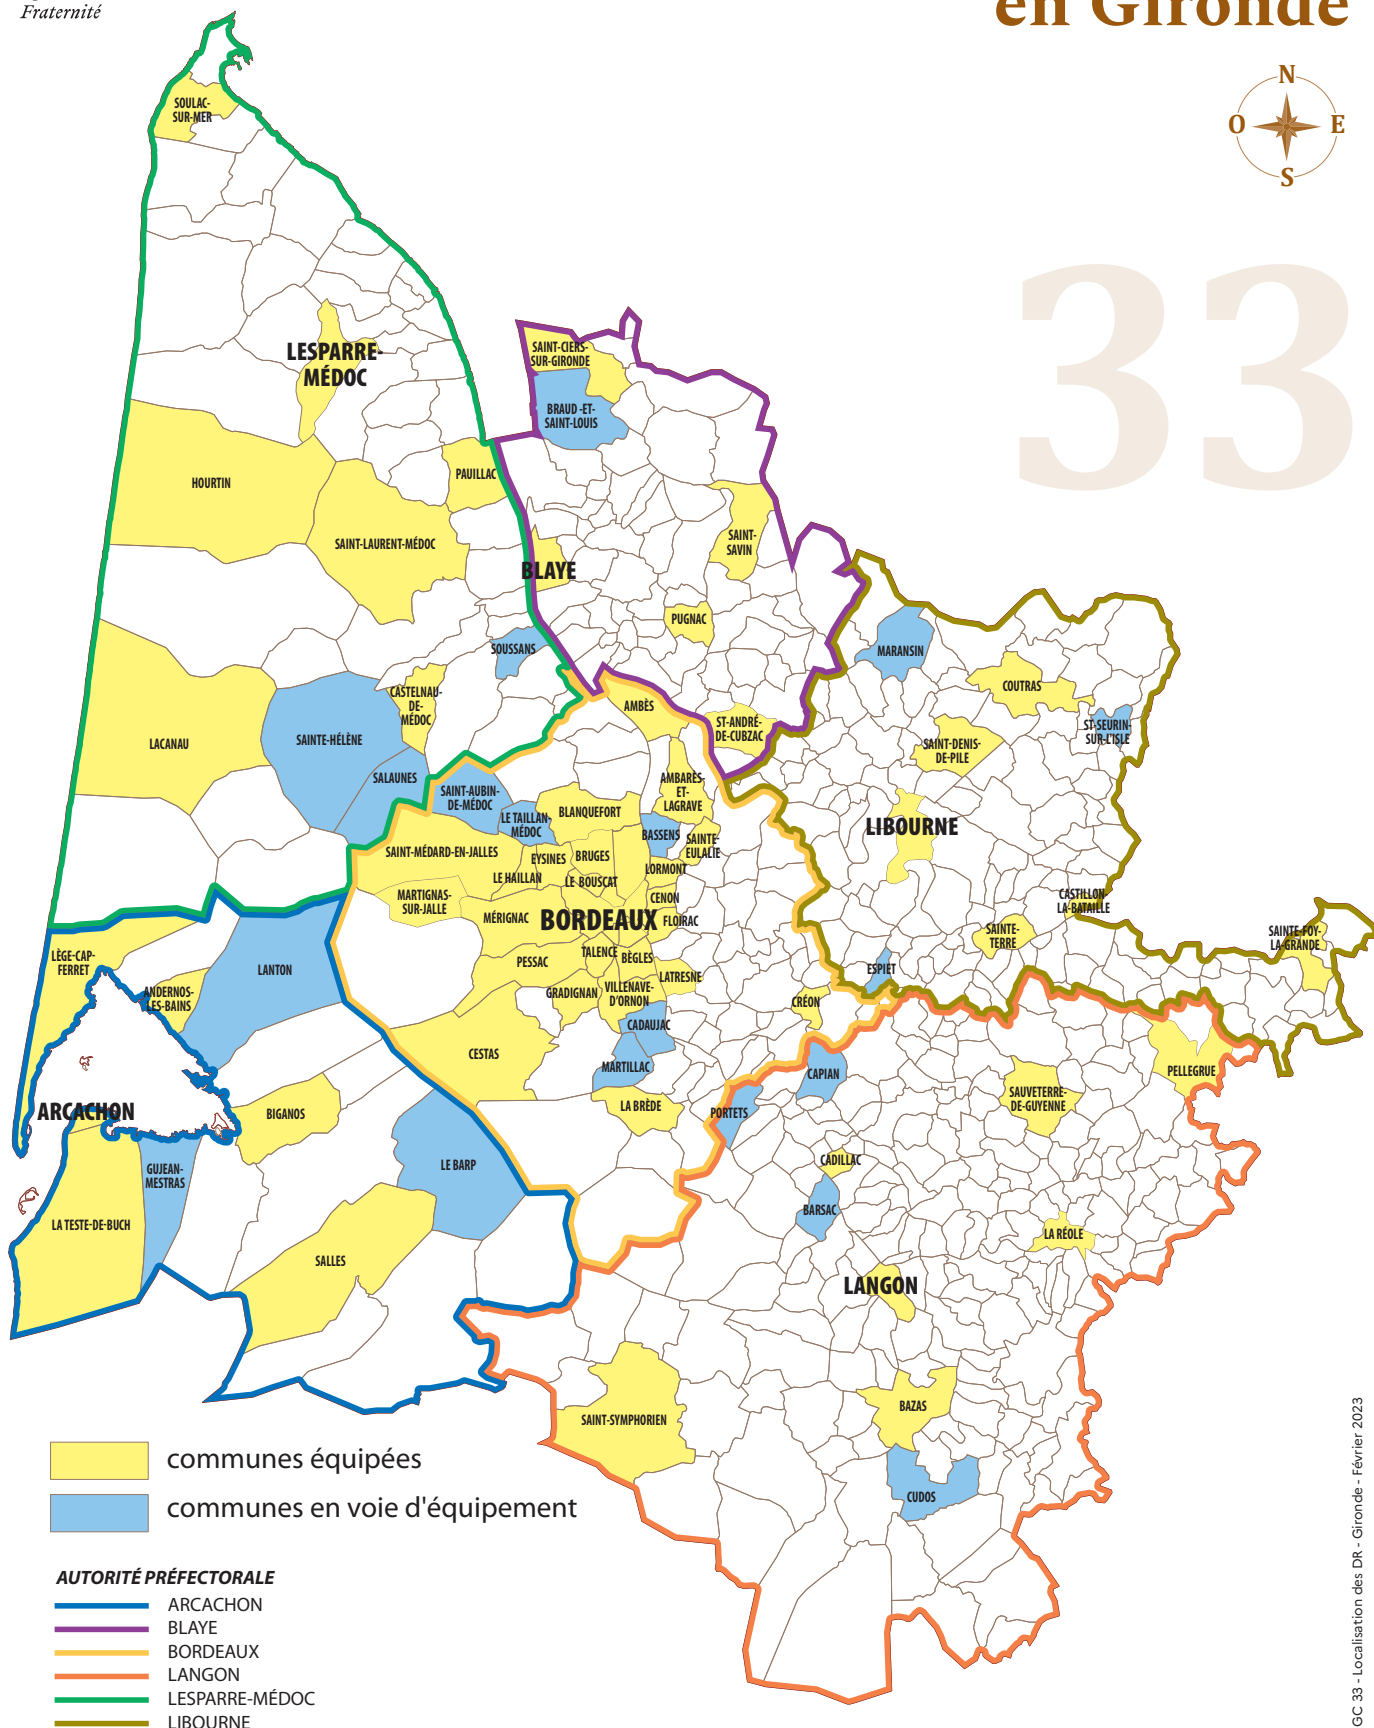 Fraternité
en Gironde
N
O
E
S
33
SOULAC-
SUR-MER
LESPARRE-
MÉDOC
SAINT-CIERS-
SUR-GIRONDE
BRAUD -ET-
SAINT-LOUIS
HOURTIN
PAUILLAC
SAINT-LAURENT-MÉDOC
SAINT-
SAVIN
BLAYE
PUGNAC
SOUSSANS
MARANSIN
COUTRAS
CASTELNAU-
DE-
MÉDOC
AMBÈS
ST-ANDRÉ-
DE-CUBZAC
ST-SEURIN-
SUR-L'ISLE
LACANAU
SAINTE-HÉLÈNE
SAINT-DENIS-
DE-PILE
SALAUNES
SAINT-AUBIN-
DE-MÉDOC
AMBARÈS-
ET-
LAGRAVE
LE TAILLAN-
MÉDOC
BLANQUEFORT
BASSENS
SAINTE-
EULALIE
LIBOURNE
SAINT-MÉDARD-EN-JALLES
EYSINES
BRUGES
LE HAILLAN
LE BOUSCAT
LORMONT
MARTIGNAS-
SUR-JALLE
CENON
MÉRIGNAC
BORDEAUX
FLOIRAC
CASTILLON-
LA-BATAILLE
SAINTE-
TERRE
SAINTE-FOY-
LA-GRANDE
LÈGE-CAP-
FERRET
LANTON
PESSAC
TALENCE
BÈGLES
LATRESNE
ESPIET
ANDERNOS-
LES-BAINS
GRADIGNAN
VILLENAVE-
D'ORNON
CRÉON
CADAUJAC
CESTAS
MARTILLAC
CAPIAN
PELLEGRUE
SAUVETERRE-
DE-GUYENNE
ARCACHON
BIGANOS
LA BRÈDE
PORTETS
GUJEAN-
MESTRAS
LE BARP
CADILLAC
BARSAC
LA TESTE-DE-BUCH
SALLES
LA RÉOLE
LANGON
SAINT-SYMPHORIEN
BAZAS
CUDOS
communes équipées
communes en voie d'équipement
AUTORITÉ PRÉFECTORALE
ARCACHON
BLAYE
BORDEAUX
LANGON
LESPARRE-MÉDOC
LIBOURNE
GC 33 - Localisation des DR - Gironde - Février 2023